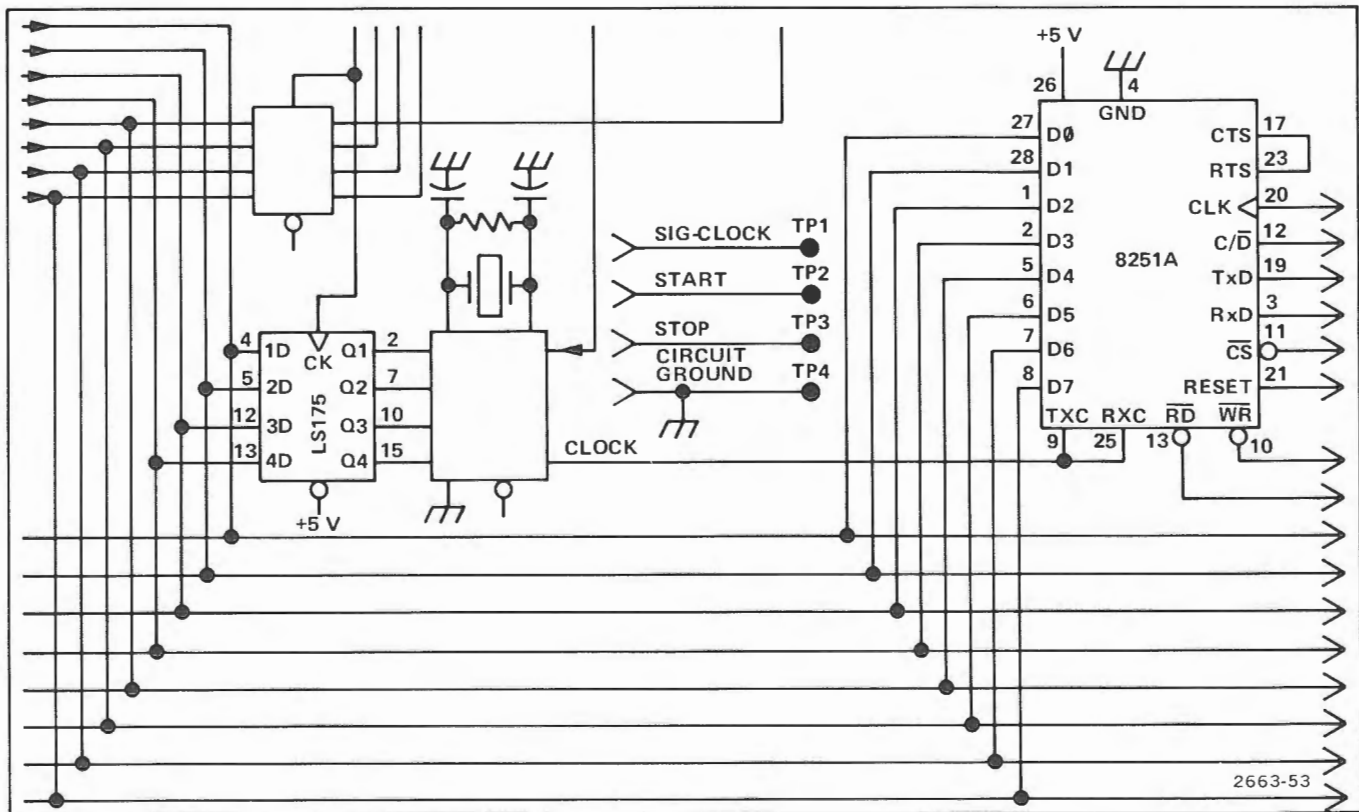 +5 V
26
4
GND
27 D0 CTS 17
28 D1 RTS 23
1 D2 CLK 20
2 D3 C/D̅ 12
8251A
5 D4 TxD 19
6 D5 RxD 3
7 D6 C̅S̅ 11
8 D7 RESET 21
TXC RXC R̅D̅ W̅R̅
9 25 13 10
SIG-CLOCK TP1
START TP2
STOP TP3
CIRCUIT
GROUND TP4
4 1D CK Q1 2
5 2D Q2 7
12 3D Q3 10
13 4D Q4 15
LS175
+5 V
CLOCK
2663-53